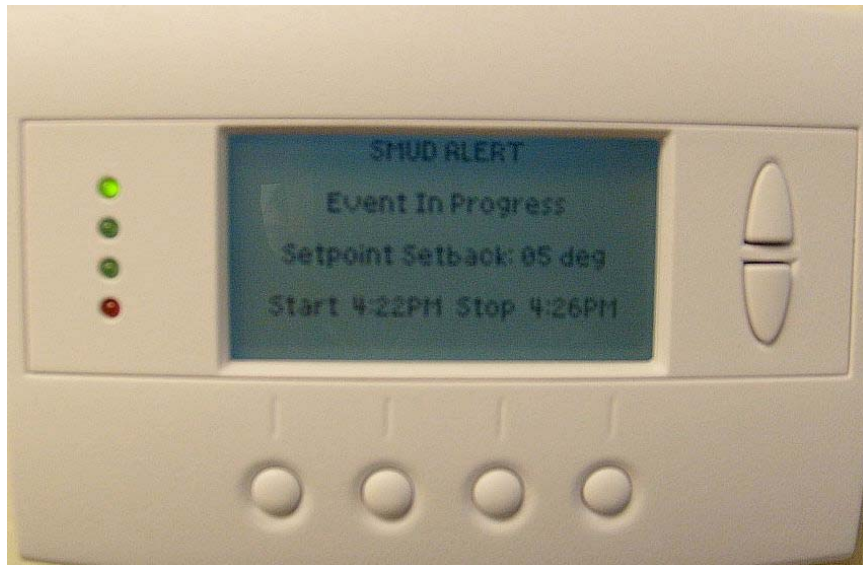 SMUD ALERT
Event In Progress
Setpoint Setback: 05 deg
Start 4:22PM Stop 4:26PM